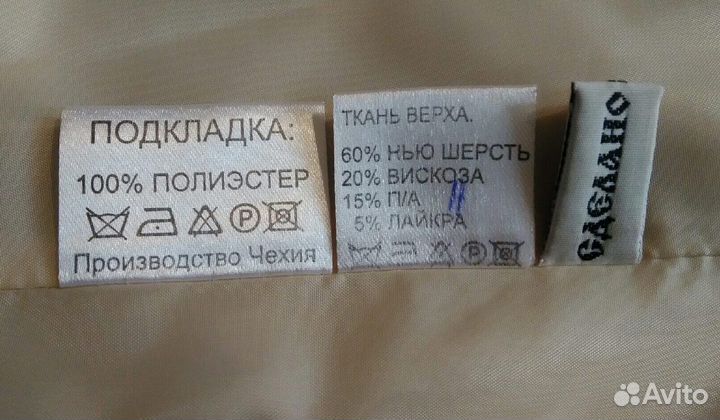 ПОДКЛАДКА:
100% ПОЛИЭСТЕР
P
Производство Чехия
ТКАНЬ ВЕРХА.
60% НЬЮ ШЕРСТЬ
20% ВИСКОЗА
15% П/А
5% ЛАЙКРА
P
СДЕЛАНО
Avito